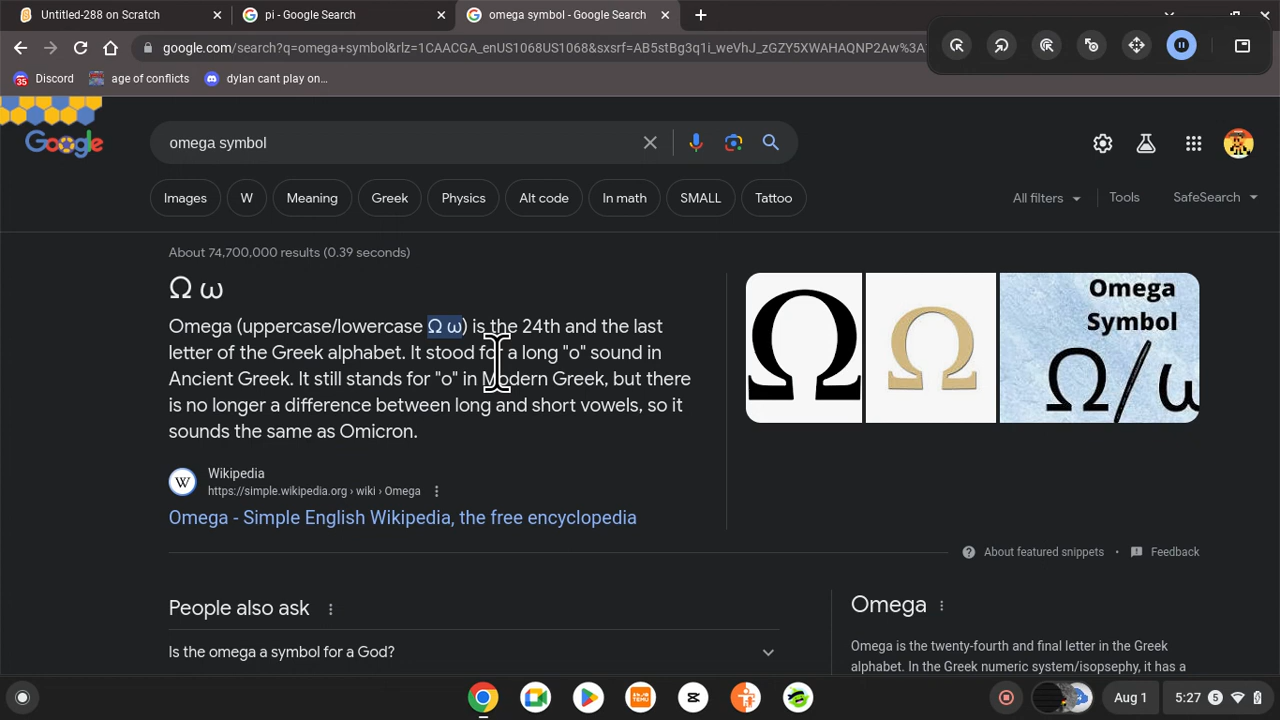 Untitled-288 on Scratch
pi - Google Search
omega symbol - Google Search
google.com/search?q=omega+symbol&rlz=1CAACGA_enUS1068US1068&sxsrf=AB5stBg3q1i_weVhJ_zGZY5XWAHAQNP2Aw%3A
35 Discord
age of conflicts
dylan cant play on...
Google
omega symbol
Images
W
Meaning
Greek
Physics
Alt code
In math
SMALL
Tattoo
All filters
Tools
SafeSearch
About 74,700,000 results (0.39 seconds)
Ω ω
Omega (uppercase/lowercase Ω ω) is the 24th and the last
letter of the Greek alphabet. It stood for a long "o" sound in
Ancient Greek. It still stands for "o" in Modern Greek, but there
is no longer a difference between long and short vowels, so it
sounds the same as Omicron.
Ω
Ω
Omega
Symbol
Ω/ω
W
Wikipedia
https://simple.wikipedia.org › wiki › Omega
Omega - Simple English Wikipedia, the free encyclopedia
About featured snippets • Feedback
People also ask
Is the omega a symbol for a God?
Omega
Omega is the twenty-fourth and final letter in the Greek
alphabet. In the Greek numeric system/isopsephy, it has a
TEMU
Aug 1
5:27
5